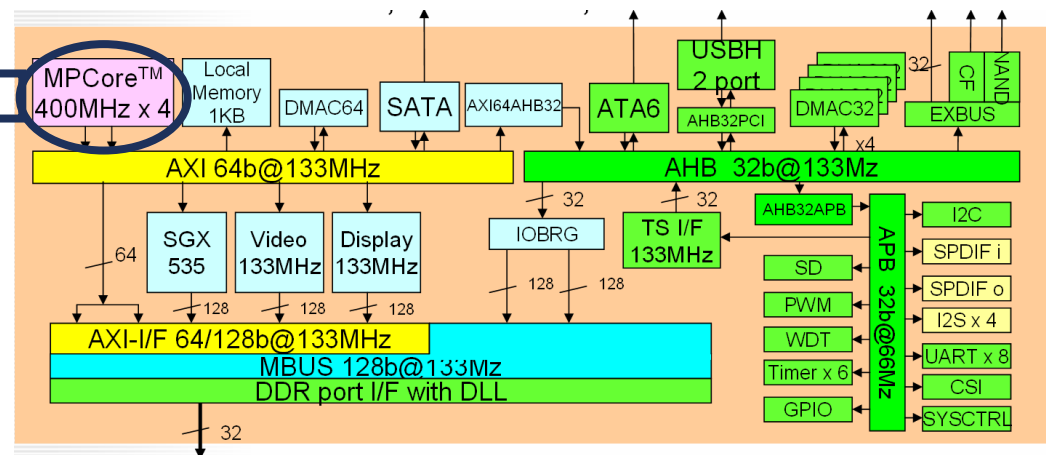 MPCore™
400MHz x 4
Local
Memory
1KB
DMAC64
SATA
AXI64AHB32
ATA6
USBH
2 port
AHB32PCI
DMAC32
x4
32
CF
NAND
EXBUS
AXI 64b@133MHz
AHB 32b@133Mz
64
SGX
535
Video
133MHz
Display
133MHz
32
IOBRG
32
TS I/F
133MHz
AHB32APB
APB 32b@66Mz
I2C
SPDIF i
SPDIF o
I2S x 4
UART x 8
CSI
SYSCTRL
SD
PWM
WDT
Timer x 6
GPIO
128
128
128
128
128
AXI-I/F 64/128b@133MHz
MBUS 128b@133Mz
DDR port I/F with DLL
32